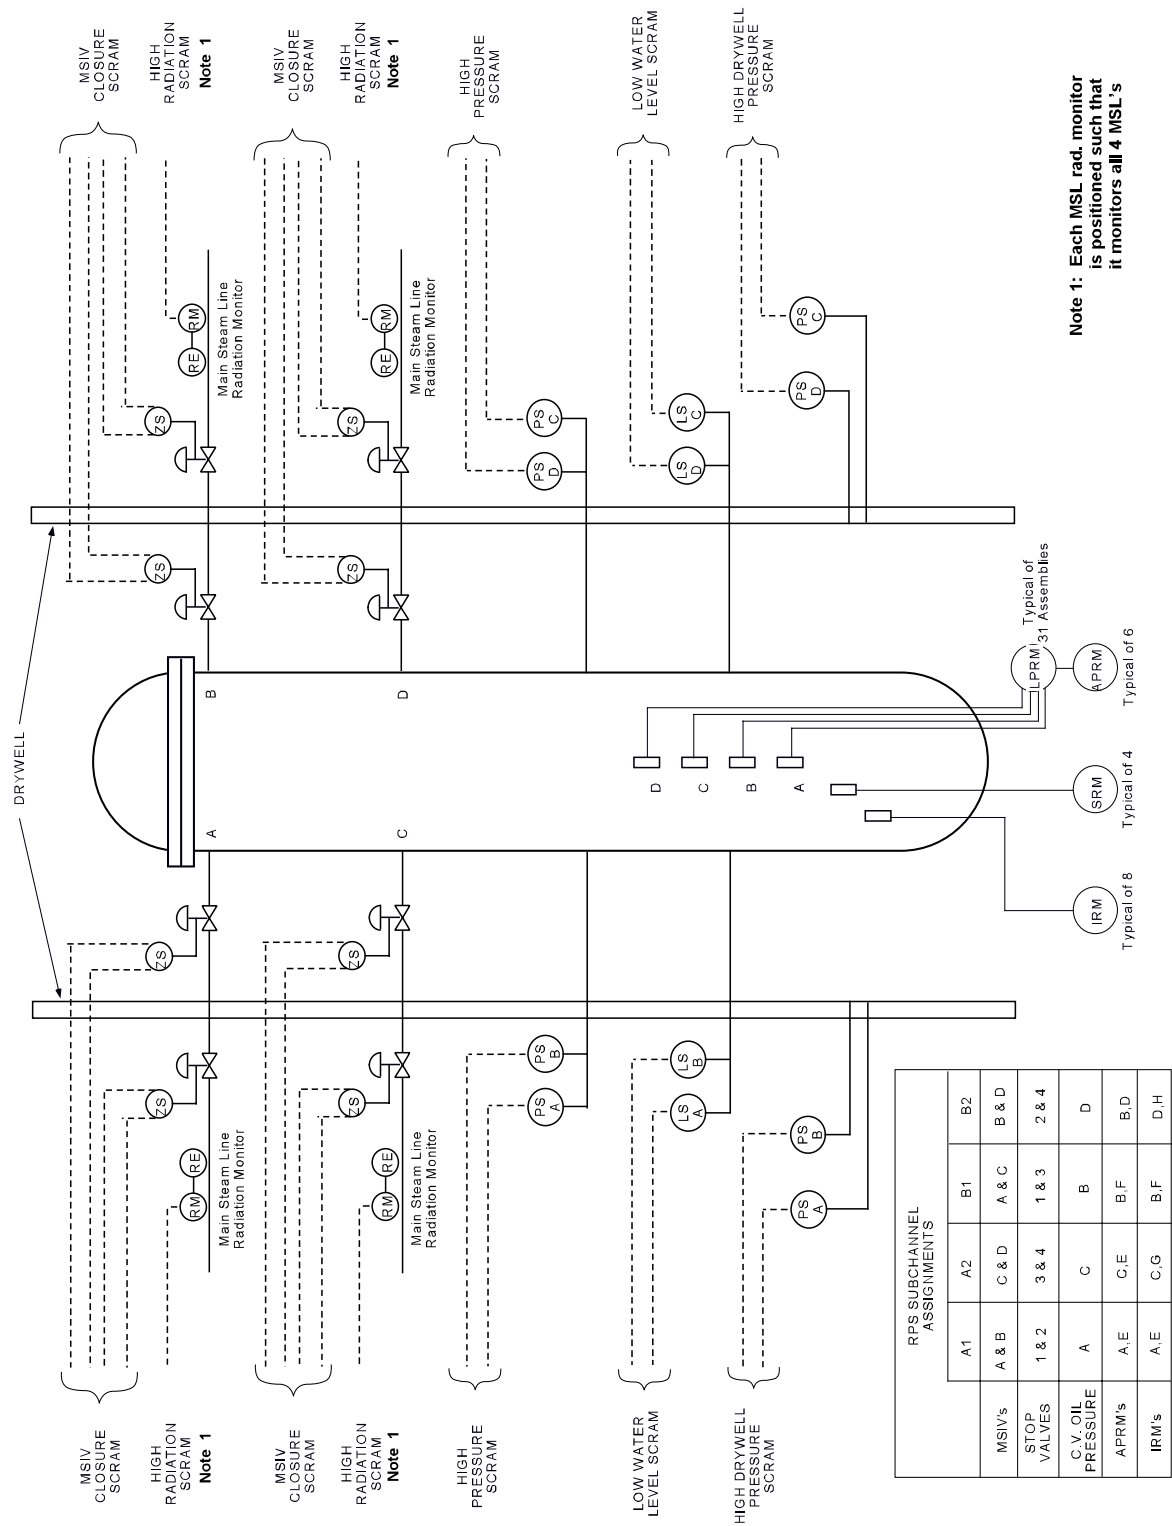 DRYWELL
MSIV
CLOSURE
SCRAM
HIGH
RADIATION
SCRAM
Note 1
MSIV
CLOSURE
SCRAM
HIGH
RADIATION
SCRAM
Note 1
HIGH
PRESSURE
SCRAM
LOW WATER
LEVEL SCRAM
HIGH DRYWELL
PRESSURE
SCRAM
ZS
ZS
RM
RE
Main Steam Line
Radiation Monitor
ZS
ZS
RM
RE
Main Steam Line
Radiation Monitor
PS
A
PS
B
LS
A
LS
B
PS
A
PS
B
A
B
C
D
D
C
B
A
IRM
Typical of 8
SRM
Typical of 4
LPRM
Typical of
31 Assemblies
APRM
Typical of 6
ZS
ZS
RE
RM
Main Steam Line
Radiation Monitor
ZS
ZS
RE
RM
Main Steam Line
Radiation Monitor
PS
D
PS
C
LS
D
LS
C
PS
D
PS
C
MSIV
CLOSURE
SCRAM
HIGH
RADIATION
SCRAM
Note 1
MSIV
CLOSURE
SCRAM
HIGH
RADIATION
SCRAM
Note 1
HIGH
PRESSURE
SCRAM
LOW WATER
LEVEL SCRAM
HIGH DRYWELL
PRESSURE
SCRAM
RPS SUBCHANNEL
ASSIGNMENTS
A1 A2 B1 B2
MSIV's A & B C & D A & C B & D
STOP
VALVES 1 & 2 3 & 4 1 & 3 2 & 4
C.V. OIL
PRESSURE A C B D
APRM's A,E C,E B,F B,D
IRM's A,E C,G B,F D,H
Note 1: Each MSL rad. monitor
is positioned such that
it monitors all 4 MSL's